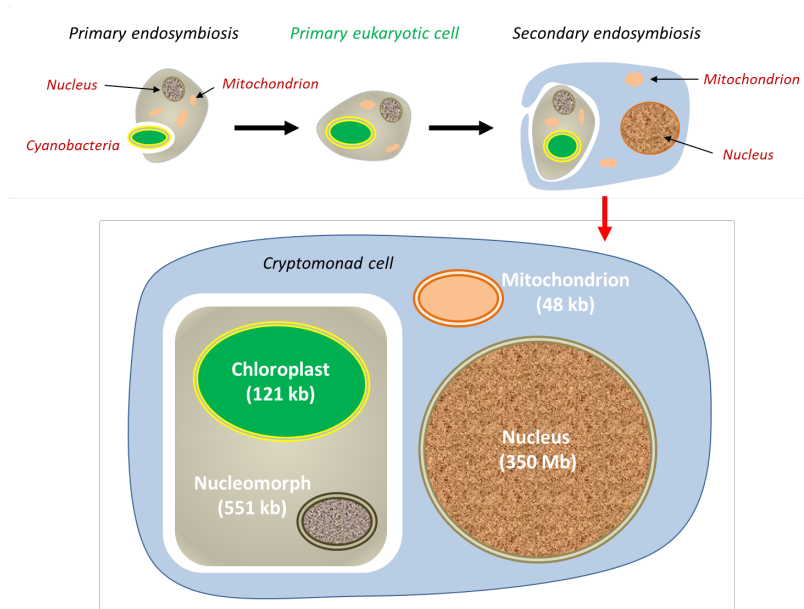 Primary endosymbiosis
Primary eukaryotic cell
Secondary endosymbiosis
Nucleus
Mitochondrion
Cyanobacteria
Mitochondrion
Nucleus
Cryptomonad cell
Mitochondrion
(48 kb)
Chloroplast
(121 kb)
Nucleus
(350 Mb)
Nucleomorph
(551 kb)